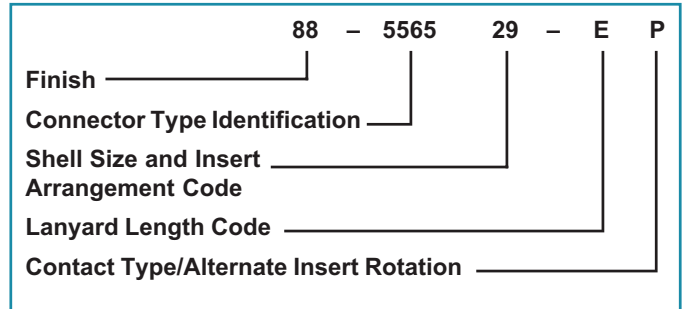 88 – 5565 29 – E P
Finish
Connector Type Identification
Shell Size and Insert
Arrangement Code
Lanyard Length Code
Contact Type/Alternate Insert Rotation